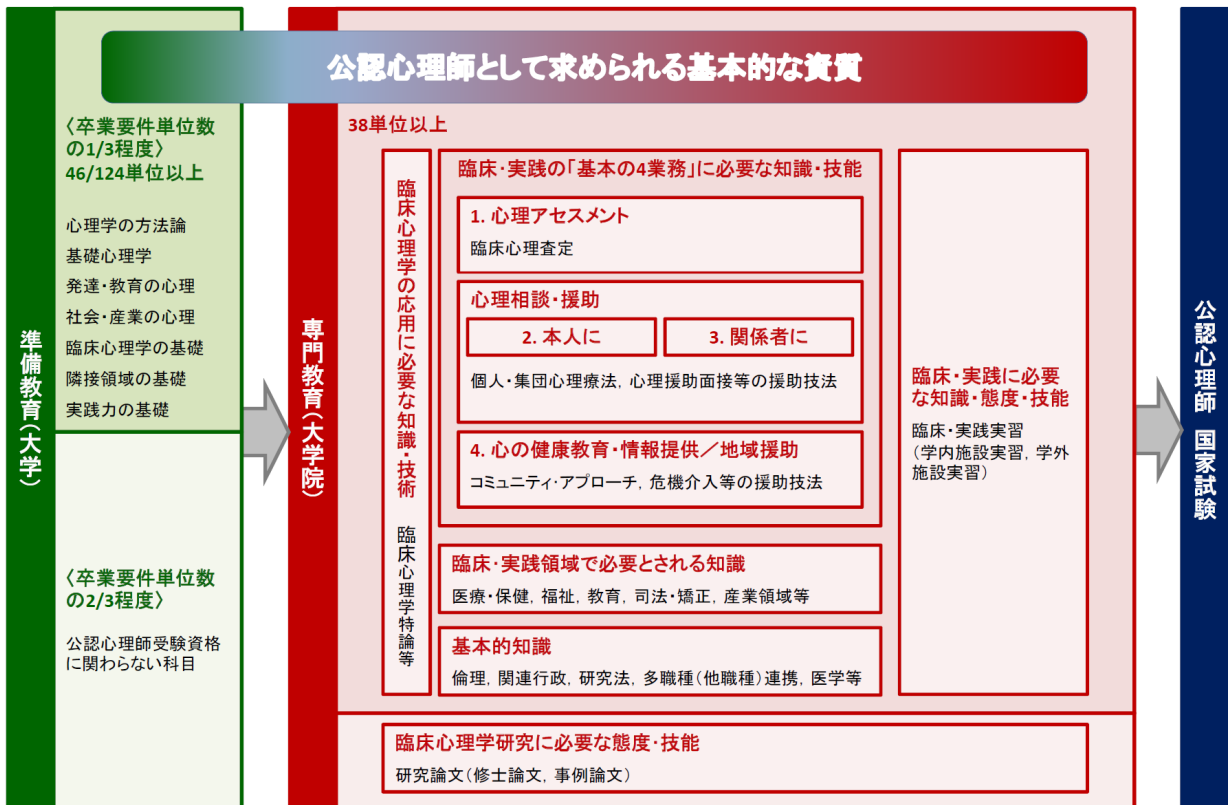 公認心理師として求められる基本的な資質
準備教育（大学）
〈卒業要件単位数
の1/3程度〉
46/124単位以上
心理学の方法論
基礎心理学
発達・教育の心理
社会・産業の心理
臨床心理学の基礎
隣接領域の基礎
実践力の基礎
〈卒業要件単位数
の2/3程度〉
公認心理師受験資格
に関わらない科目
専門教育（大学院）
38単位以上
臨床心理学の応用に必要な知識・技術
臨床心理学特論等
臨床・実践の「基本の4業務」に必要な知識・技能
1. 心理アセスメント
臨床心理査定
心理相談・援助
2. 本人に
3. 関係者に
個人・集団心理療法, 心理援助面接等の援助技法
4. 心の健康教育・情報提供／地域援助
コミュニティ・アプローチ, 危機介入等の援助技法
臨床・実践領域で必要とされる知識
医療・保健, 福祉, 教育, 司法・矯正, 産業領域等
基本的知識
倫理, 関連行政, 研究法, 多職種（他職種）連携, 医学等
臨床・実践に必要
な知識・態度・技能
臨床・実践実習
（学内施設実習, 学外
施設実習）
臨床心理学研究に必要な態度・技能
研究論文（修士論文, 事例論文）
公認心理師 国家試験